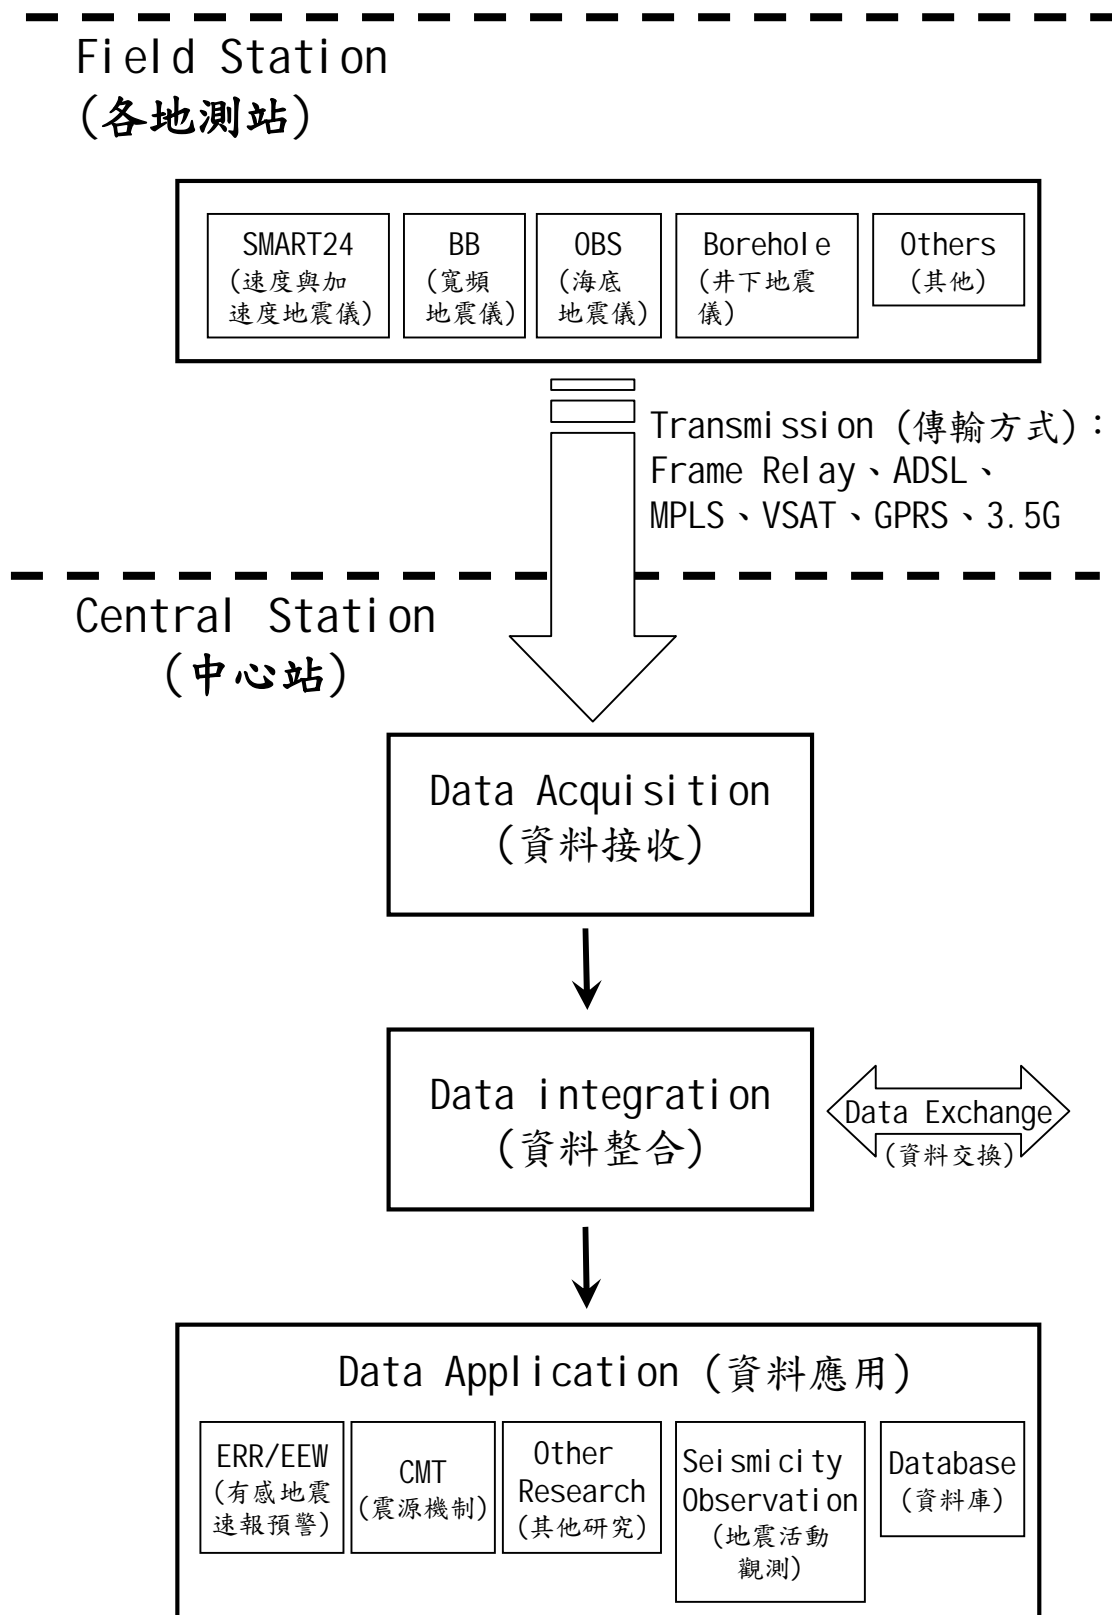 Field Station
(各地測站)
SMART24
(速度與加
速度地震儀)
BB
(寬頻
地震儀)
OBS
(海底
地震儀)
Borehole
(井下地震
儀)
Others
(其他)
Transmission (傳輸方式)：
Frame Relay、ADSL、
MPLS、VSAT、GPRS、3.5G
Central Station
(中心站)
Data Acquisition
(資料接收)
Data integration
(資料整合)
Data Exchange
(資料交換)
Data Application (資料應用)
ERR/EEW
(有感地震
速報預警)
CMT
(震源機制)
Other
Research
(其他研究)
Seismicity
Observation
(地震活動
觀測)
Database
(資料庫)